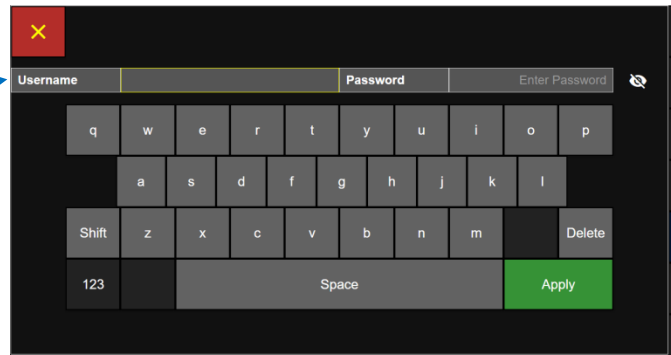 ×
Username Password Enter Password
q w e r t y u i o p
a s d f g h j k l
Shift z x c v b n m Delete
123 Space Apply